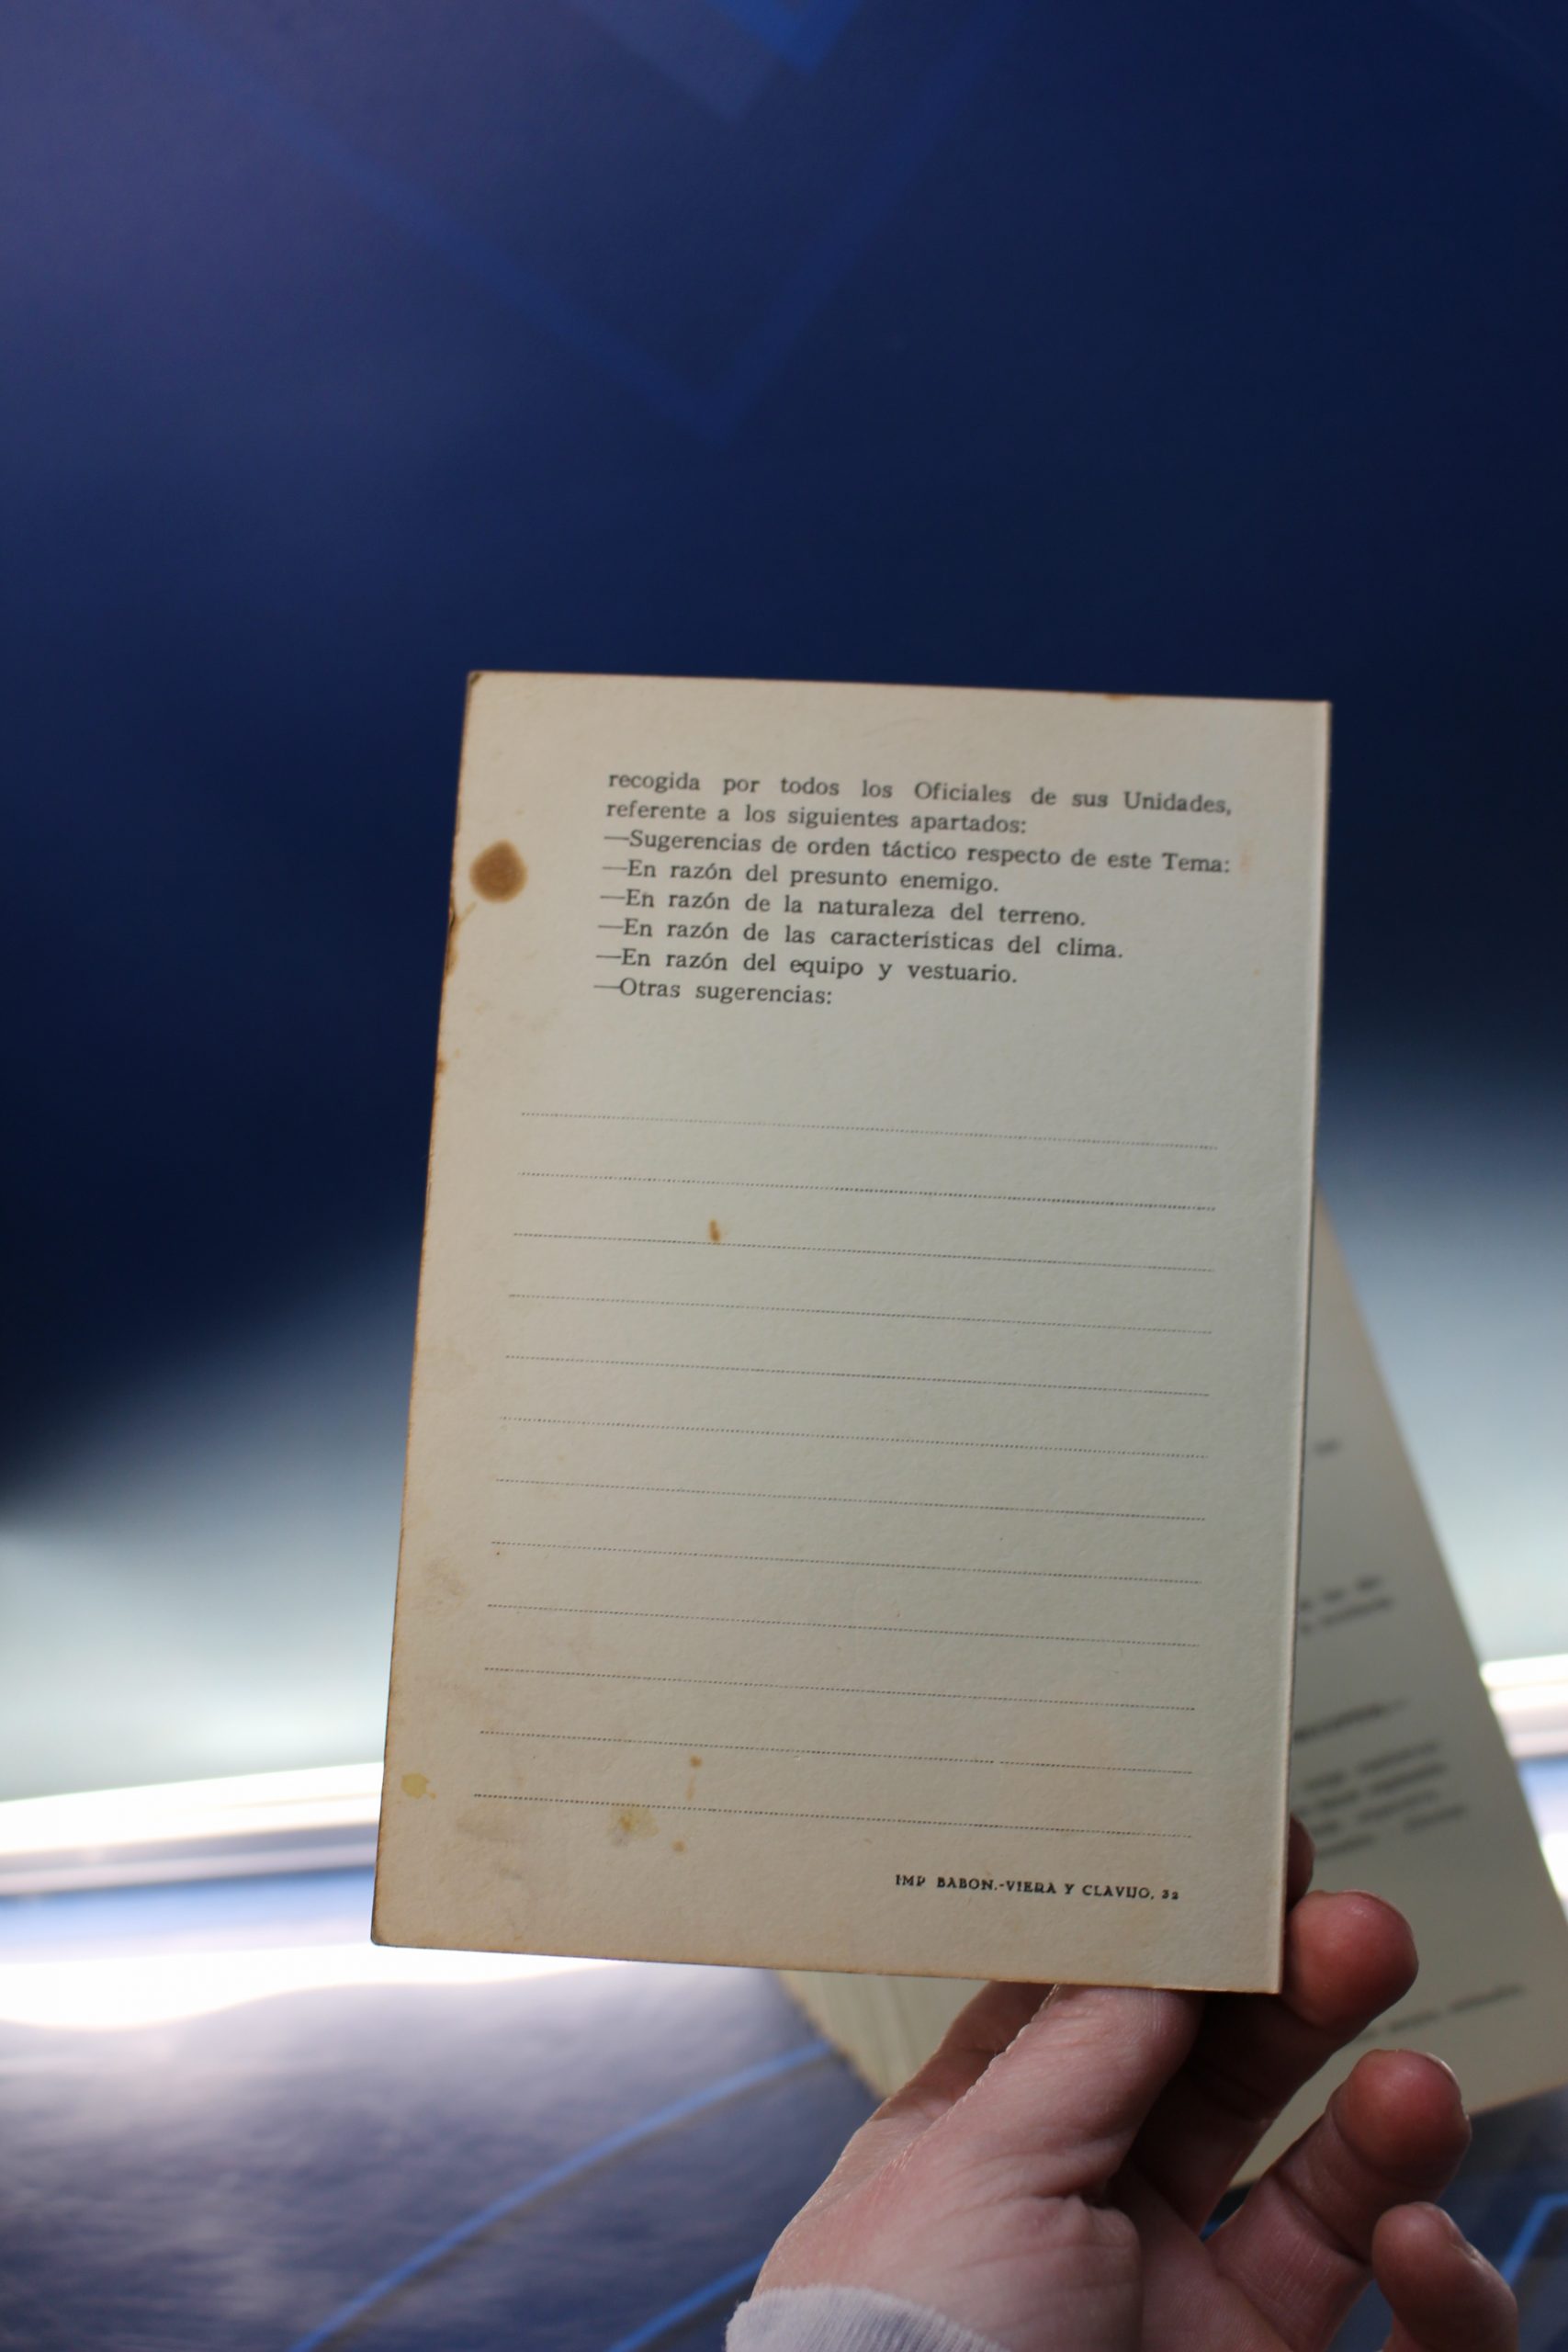 recogida por todos los Oficiales de sus Unidades,
referente a los siguientes apartados:
—Sugerencias de orden táctico respecto de este Tema:
—En razón del presunto enemigo.
—En razón de la naturaleza del terreno.
—En razón de las características del clima.
—En razón del equipo y vestuario.
—Otras sugerencias:
IMP BABON.-VIERA Y CLAVIJO, 32